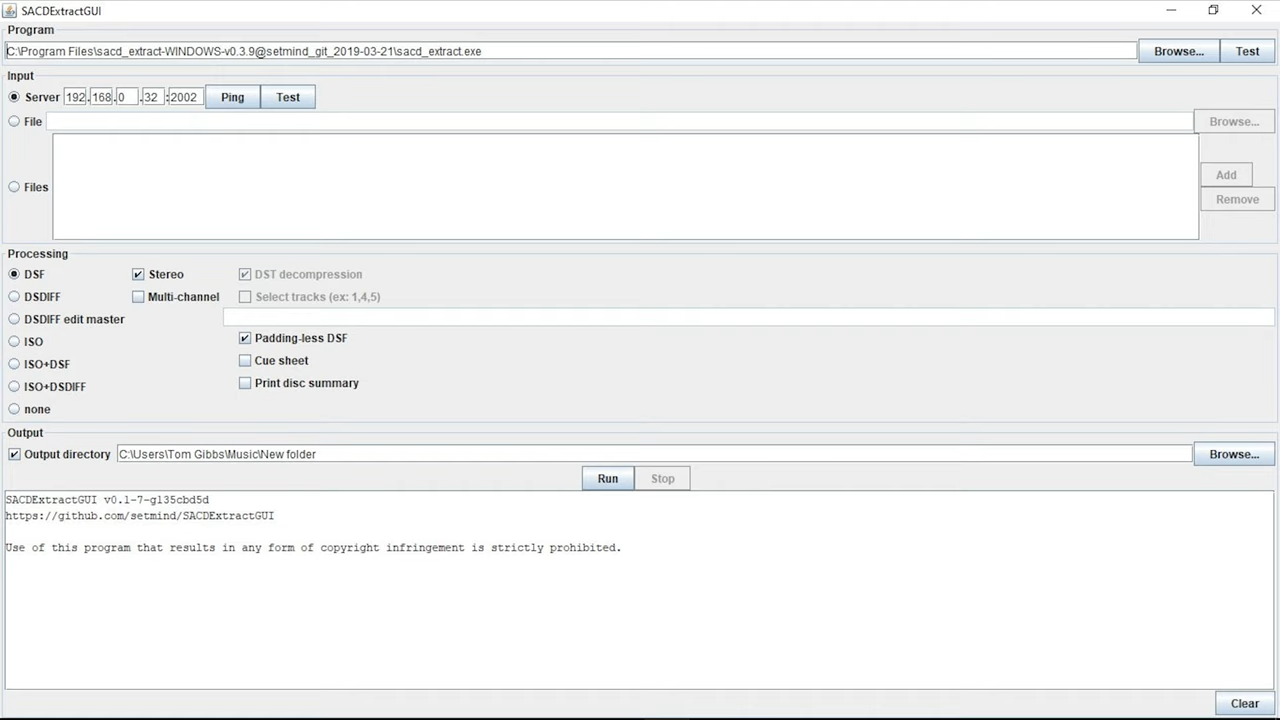 SACDExtractGUI
Program
C:\Program Files\sacd_extract-WINDOWS-v0.3.9@setmind_git_2019-03-21\sacd_extract.exe Browse... Test
Input
Server 192.168.0.32:2002 Ping Test
File Browse...
Files
Add
Remove
Processing
DSF Stereo DST decompression
DSDIFF Multi-channel Select tracks (ex: 1,4,5)
DSDIFF edit master
ISO Padding-less DSF
ISO+DSF Cue sheet
ISO+DSDIFF Print disc summary
none
Output
Output directory C:\Users\Tom Gibbs\Music\New folder Browse...
Run Stop
SACDExtractGUI v0.1-7-g135cbd5d
https://github.com/setmind/SACDExtractGUI
Use of this program that results in any form of copyright infringement is strictly prohibited.
Clear